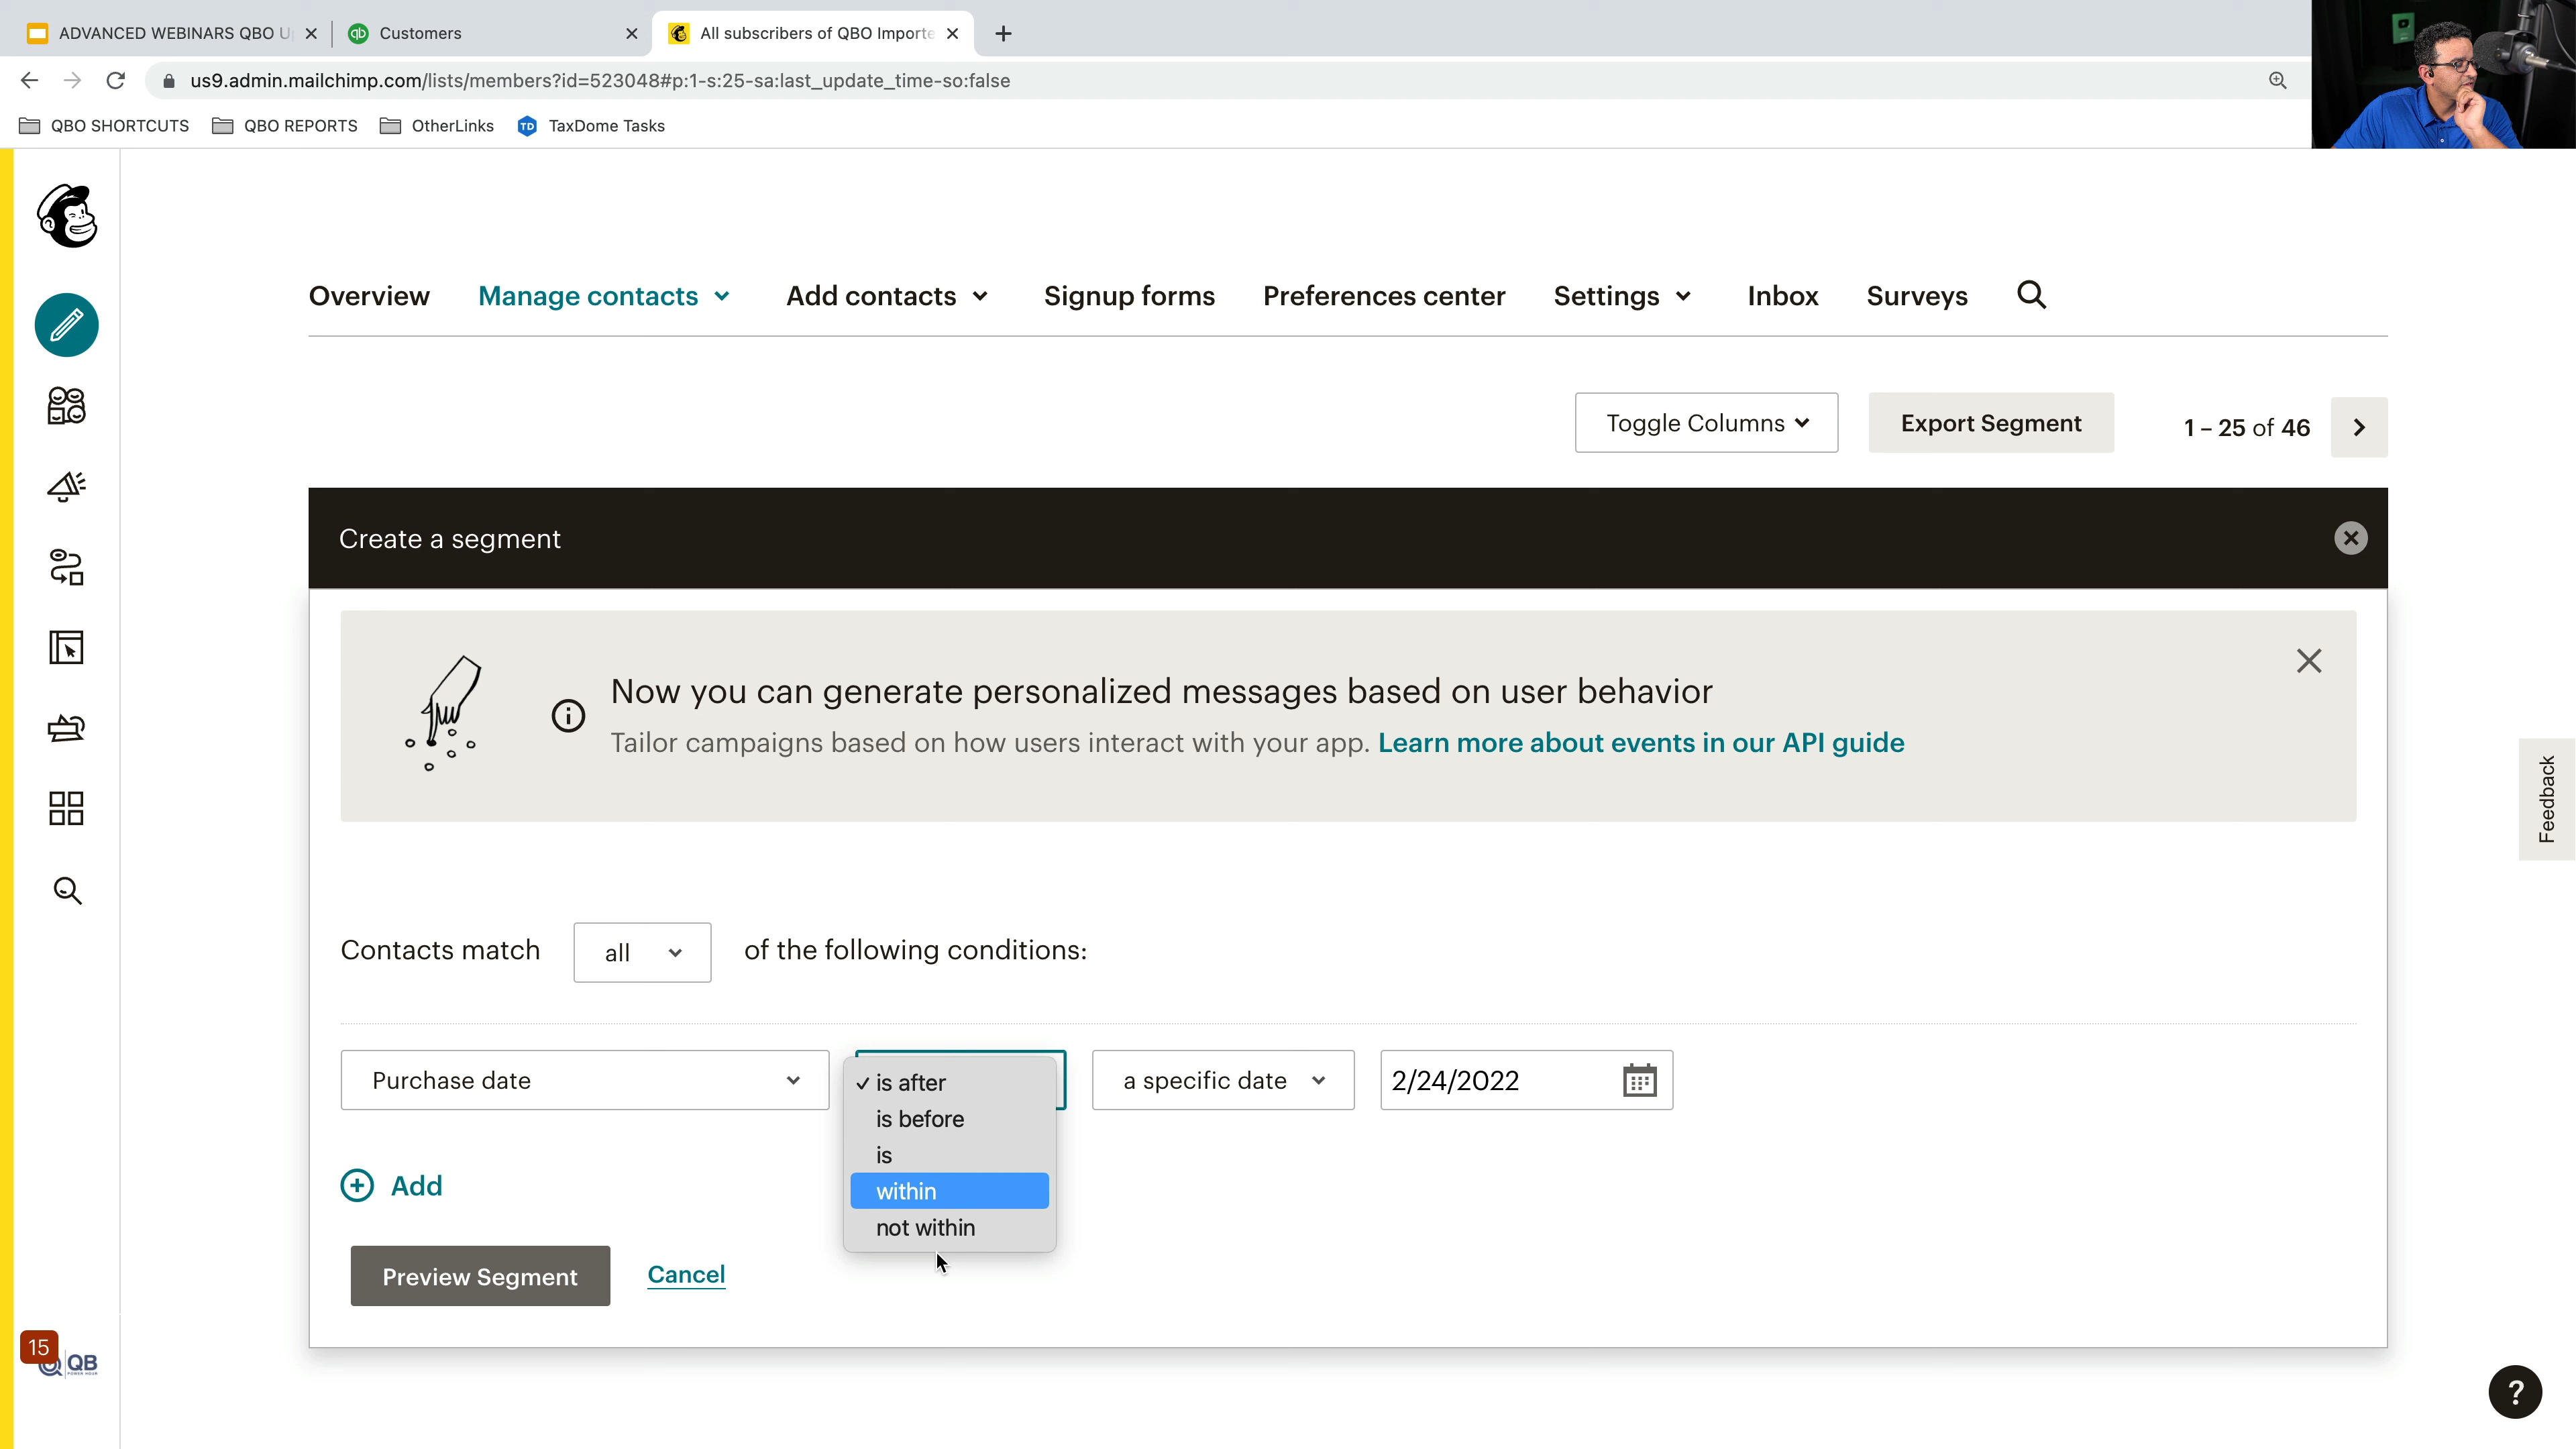 ADVANCED WEBINARS QBO U
Customers
All subscribers of QBO Importe
us9.admin.mailchimp.com/lists/members?id=523048#p:1-s:25-sa:last_update_time-so:false
QBO SHORTCUTS
QBO REPORTS
OtherLinks
TD
TaxDome Tasks
qb
Overview
Manage contacts
Add contacts
Signup forms
Preferences center
Settings
Inbox
Surveys
Toggle Columns
Export Segment
1 – 25 of 46
Create a segment
Now you can generate personalized messages based on user behavior
Tailor campaigns based on how users interact with your app. Learn more about events in our API guide
Feedback
Contacts match all of the following conditions:
Purchase date
✓ is after
is before
is
within
not within
a specific date
2/24/2022
Add
Preview Segment
Cancel
15
QB
?